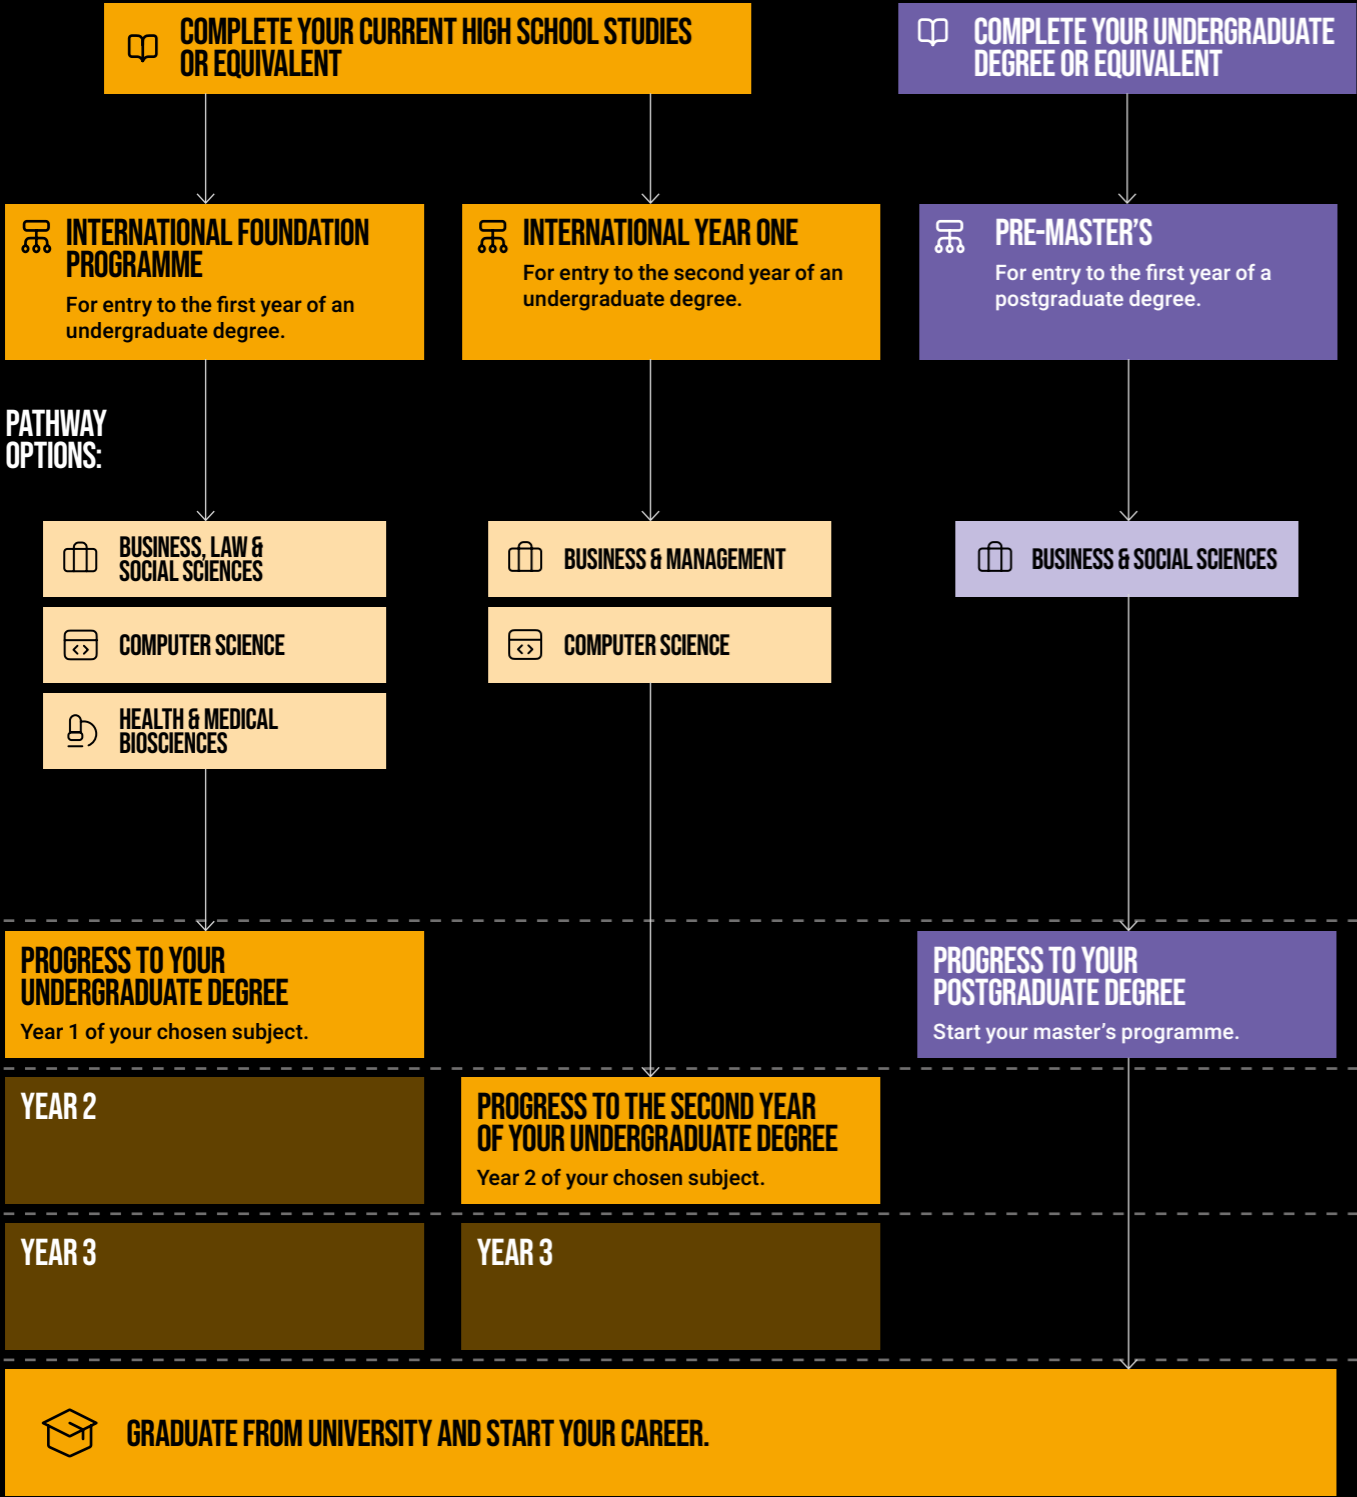 COMPLETE YOUR CURRENT HIGH SCHOOL STUDIES
OR EQUIVALENT
COMPLETE YOUR UNDERGRADUATE
DEGREE OR EQUIVALENT
INTERNATIONAL FOUNDATION
PROGRAMME
For entry to the first year of an
undergraduate degree.
INTERNATIONAL YEAR ONE
For entry to the second year of an
undergraduate degree.
PRE-MASTER'S
For entry to the first year of a
postgraduate degree.
PATHWAY
OPTIONS:
BUSINESS, LAW &
SOCIAL SCIENCES
COMPUTER SCIENCE
HEALTH & MEDICAL
BIOSCIENCES
BUSINESS & MANAGEMENT
COMPUTER SCIENCE
BUSINESS & SOCIAL SCIENCES
PROGRESS TO YOUR
UNDERGRADUATE DEGREE
Year 1 of your chosen subject.
PROGRESS TO YOUR
POSTGRADUATE DEGREE
Start your master's programme.
YEAR 2
PROGRESS TO THE SECOND YEAR
OF YOUR UNDERGRADUATE DEGREE
Year 2 of your chosen subject.
YEAR 3
YEAR 3
GRADUATE FROM UNIVERSITY AND START YOUR CAREER.